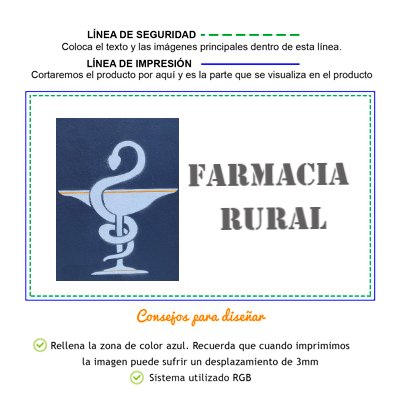 LÍNEA DE SEGURIDAD
Coloca el texto y las imágenes principales dentro de esta línea.
LÍNEA DE IMPRESIÓN
Cortaremos el producto por aquí y es la parte que se visualiza en el producto
FARMACIA
RURAL
Consejos para diseñar
Rellena la zona de color azul. Recuerda que cuando imprimimos
la imagen puede sufrir un desplazamiento de 3mm
Sistema utilizado RGB